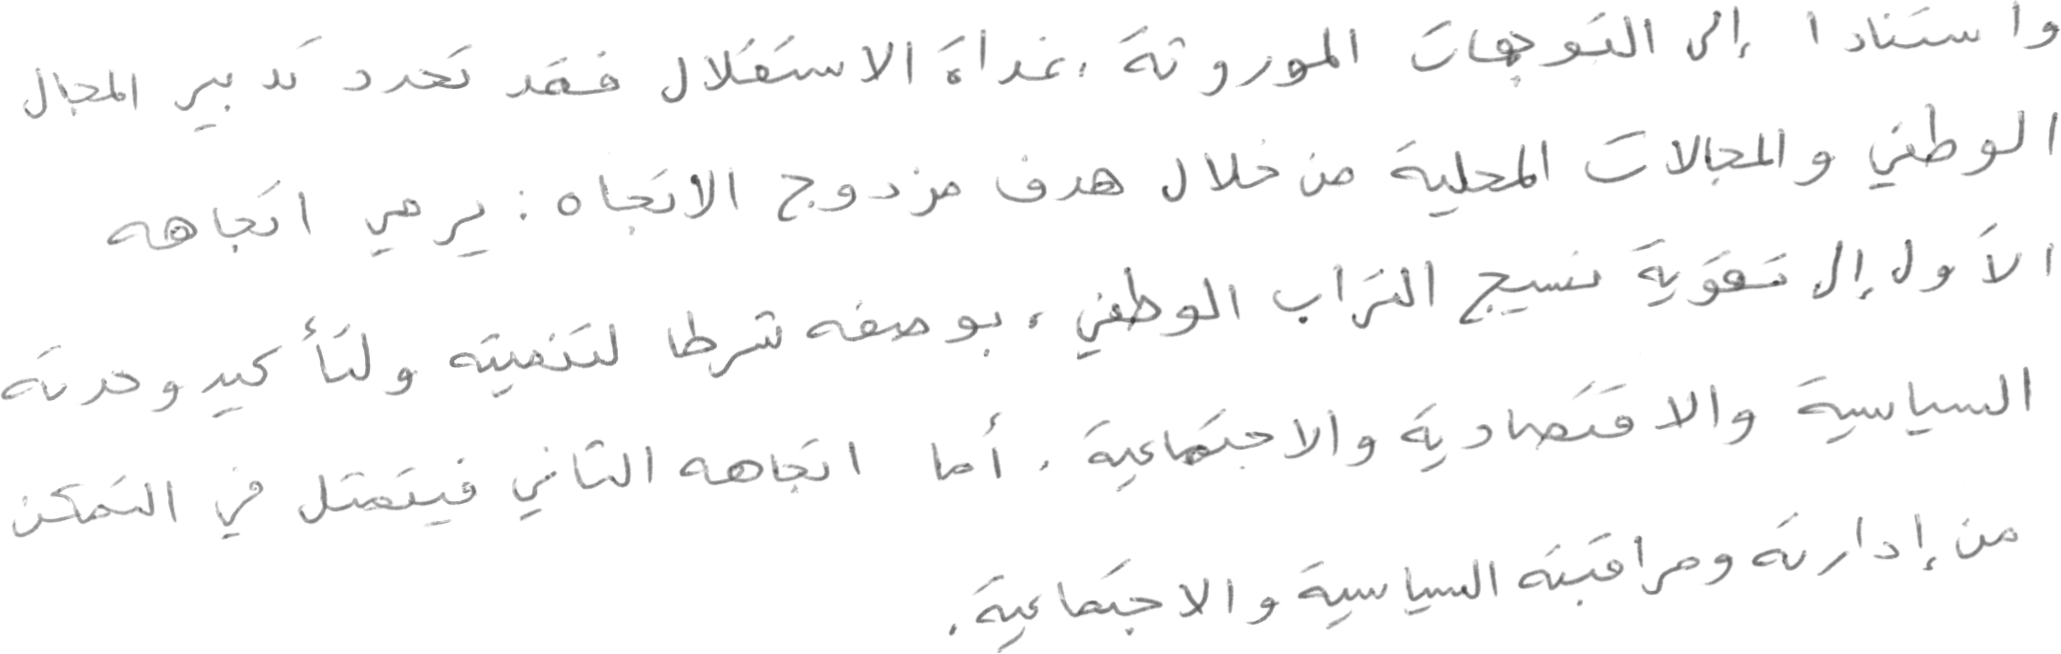 واستنادا إلى التوجهات الموروثة، غداة الاستقلال فقد تحدد تدبير المجال
الوطني والمجالات المحلية من خلال هدف مزدوج الاتجاه: يرمي اتجاهه
الأول إلى تقوية نسيج التراب الوطني، بوصفه شرطا لتنميته ولتأكيد وحدته
السياسية والاقتصادية والاجتماعية. أما اتجاهه الثاني فيتمثل في التمكن
من إدارته ومراقبته السياسية والاجتماعية.